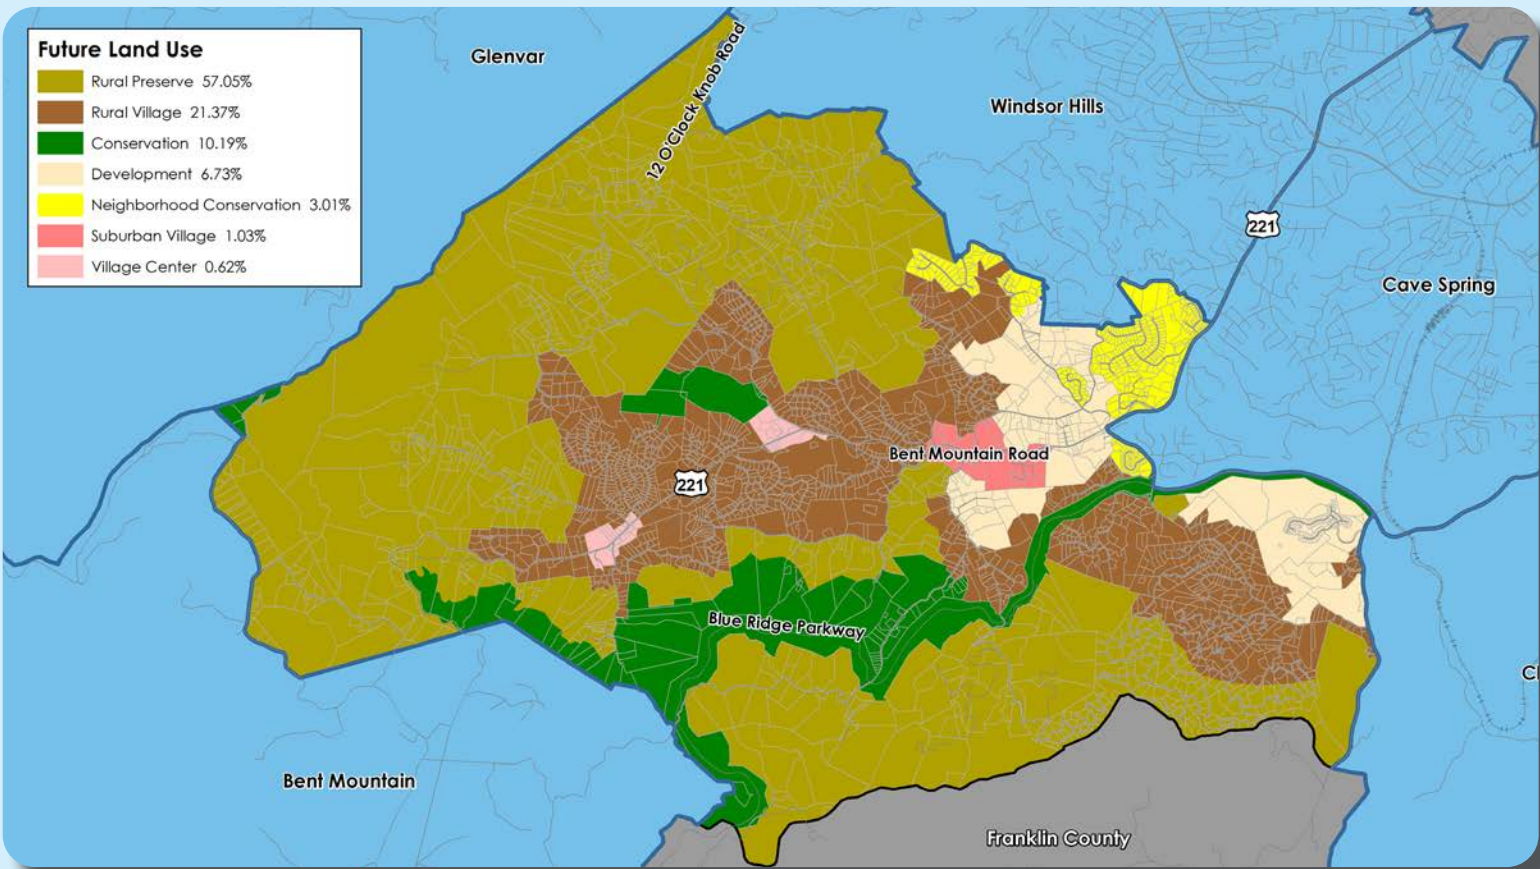 Future Land Use
Rural Preserve 57.05%
Rural Village 21.37%
Conservation 10.19%
Development 6.73%
Neighborhood Conservation 3.01%
Suburban Village 1.03%
Village Center 0.62%
Glenvar
12 O'Clock Knob Road
Windsor Hills
221
Cave Spring
Bent Mountain Road
221
Blue Ridge Parkway
Bent Mountain
Franklin County